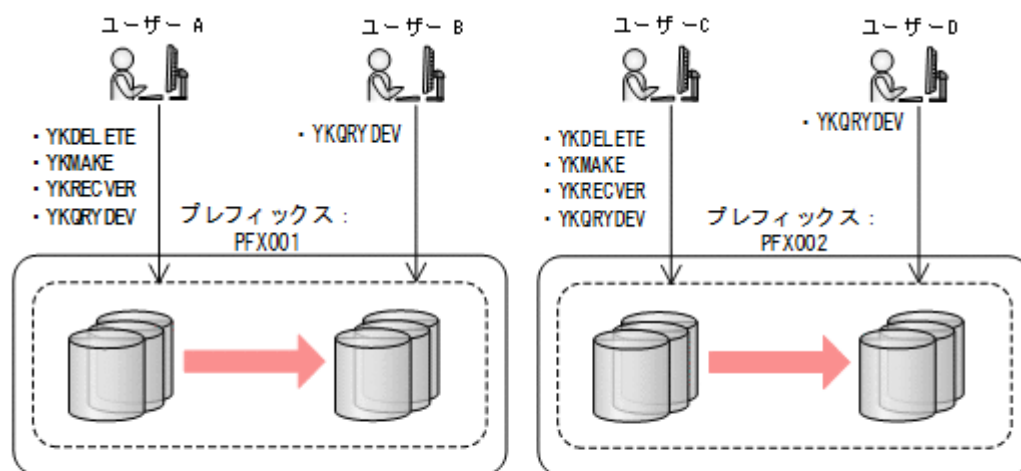 ユーザー A
ユーザー B
ユーザーC
ユーザーD
・YKDELETE
・YKMAKE
・YKRECVER
・YKQRYDEV
・YKQRYDEV
・YKDELETE
・YKMAKE
・YKRECVER
・YKQRYDEV
・YKQRYDEV
プレフィックス：
PFX001
プレフィックス：
PFX002